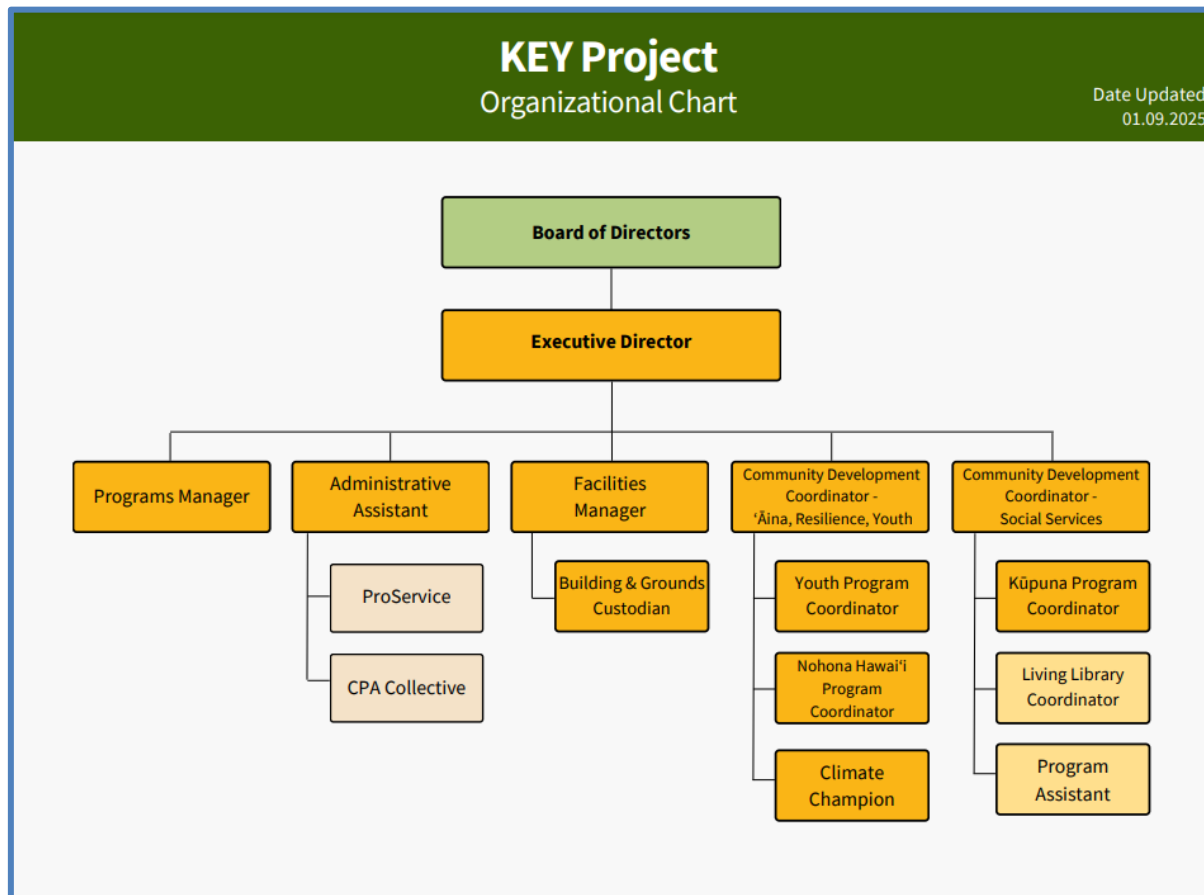 KEY Project
Organizational Chart
Date Updated
01.09.2025
Board of Directors
Executive Director
Programs Manager
Administrative
Assistant
Facilities
Manager
Community Development
Coordinator -
ʻĀina, Resilience, Youth
Community Development
Coordinator -
Social Services
ProService
CPA Collective
Building & Grounds
Custodian
Youth Program
Coordinator
Nohona Hawaiʻi
Program
Coordinator
Climate
Champion
Kūpuna Program
Coordinator
Living Library
Coordinator
Program
Assistant